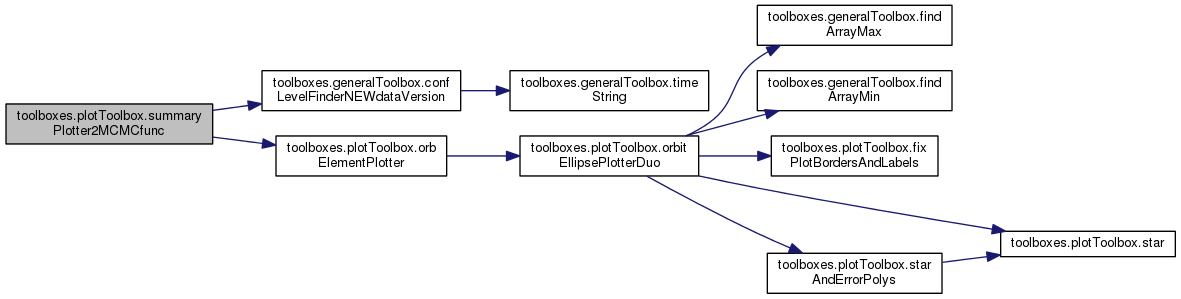 toolboxes.plotToolbox.summary
Plotter2MCMCfunc
toolboxes.generalToolbox.conf
LevelFinderNEWdataVersion
toolboxes.generalToolbox.time
String
toolboxes.plotToolbox.orb
ElementPlotter
toolboxes.plotToolbox.orbit
EllipsePlotterDuo
toolboxes.generalToolbox.find
ArrayMax
toolboxes.generalToolbox.find
ArrayMin
toolboxes.plotToolbox.fix
PlotBordersAndLabels
toolboxes.plotToolbox.star
AndErrorPolys
toolboxes.plotToolbox.star